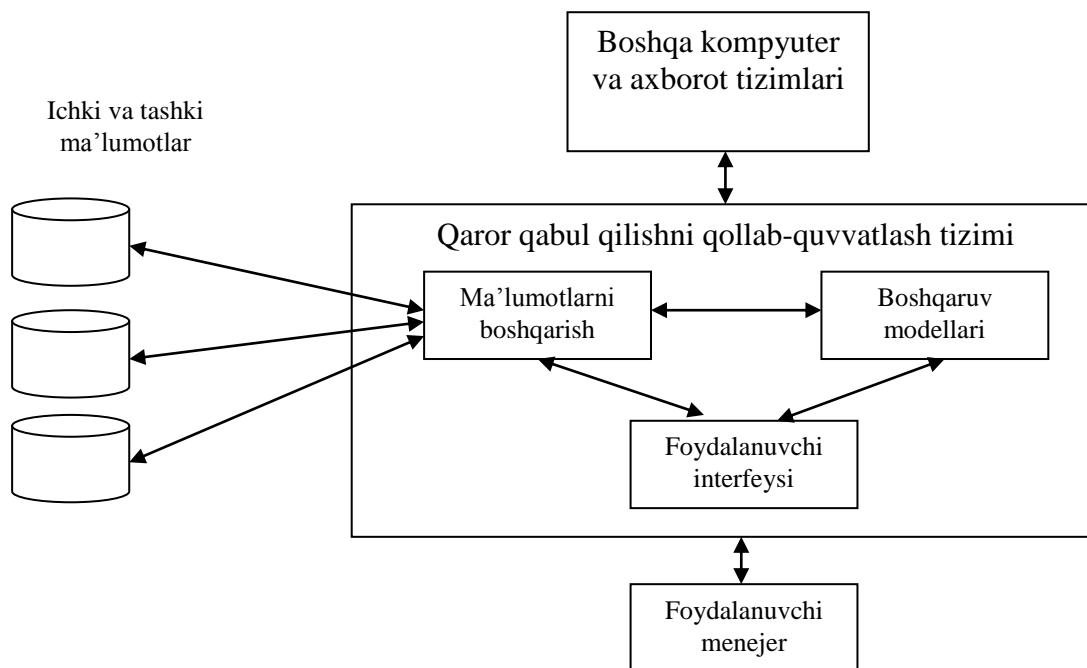 Boshqa kompyuter
va axborot tizimlari
Ichki va tashki
ma’lumotlar
Qaror qabul qilishni qollab-quvvatlash tizimi
Ma’lumotlarni
boshqarish
Boshqaruv
modellari
Foydalanuvchi
interfeysi
Foydalanuvchi
menejer